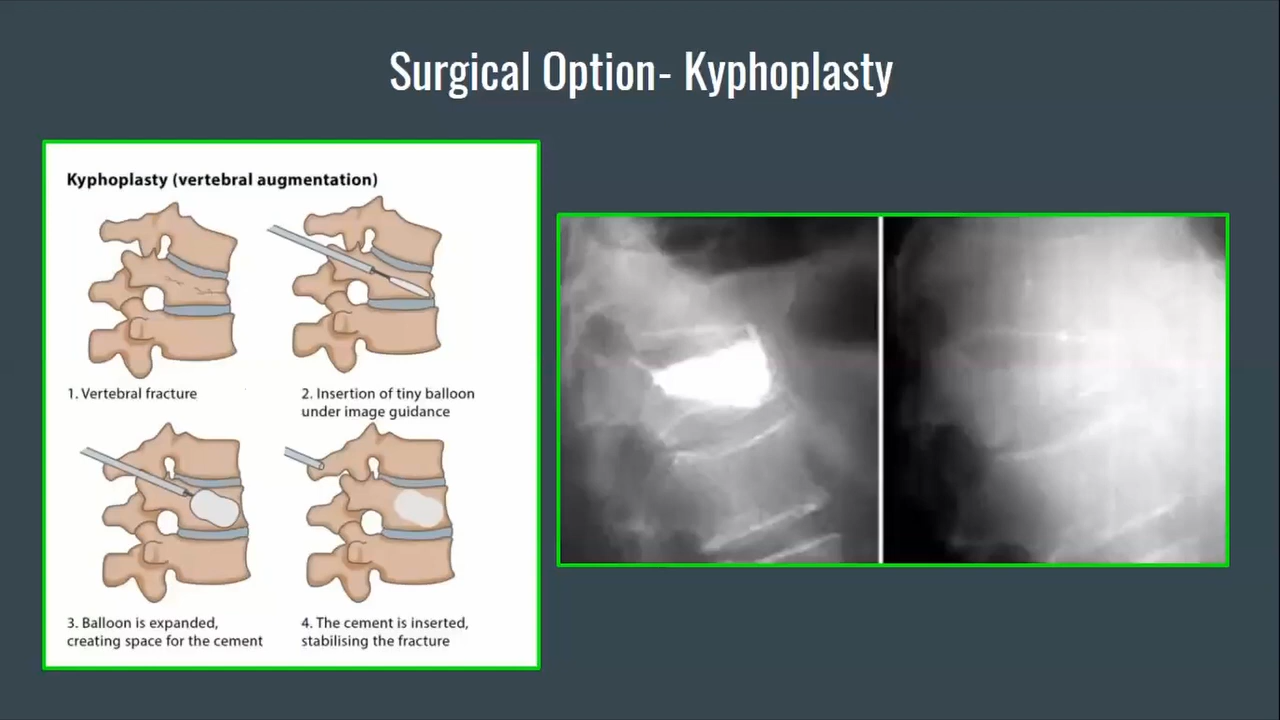 Surgical Option- Kyphoplasty
Kyphoplasty (vertebral augmentation)
1. Vertebral fracture
2. Insertion of tiny balloon
under image guidance
3. Balloon is expanded,
creating space for the cement
4. The cement is inserted,
stabilising the fracture